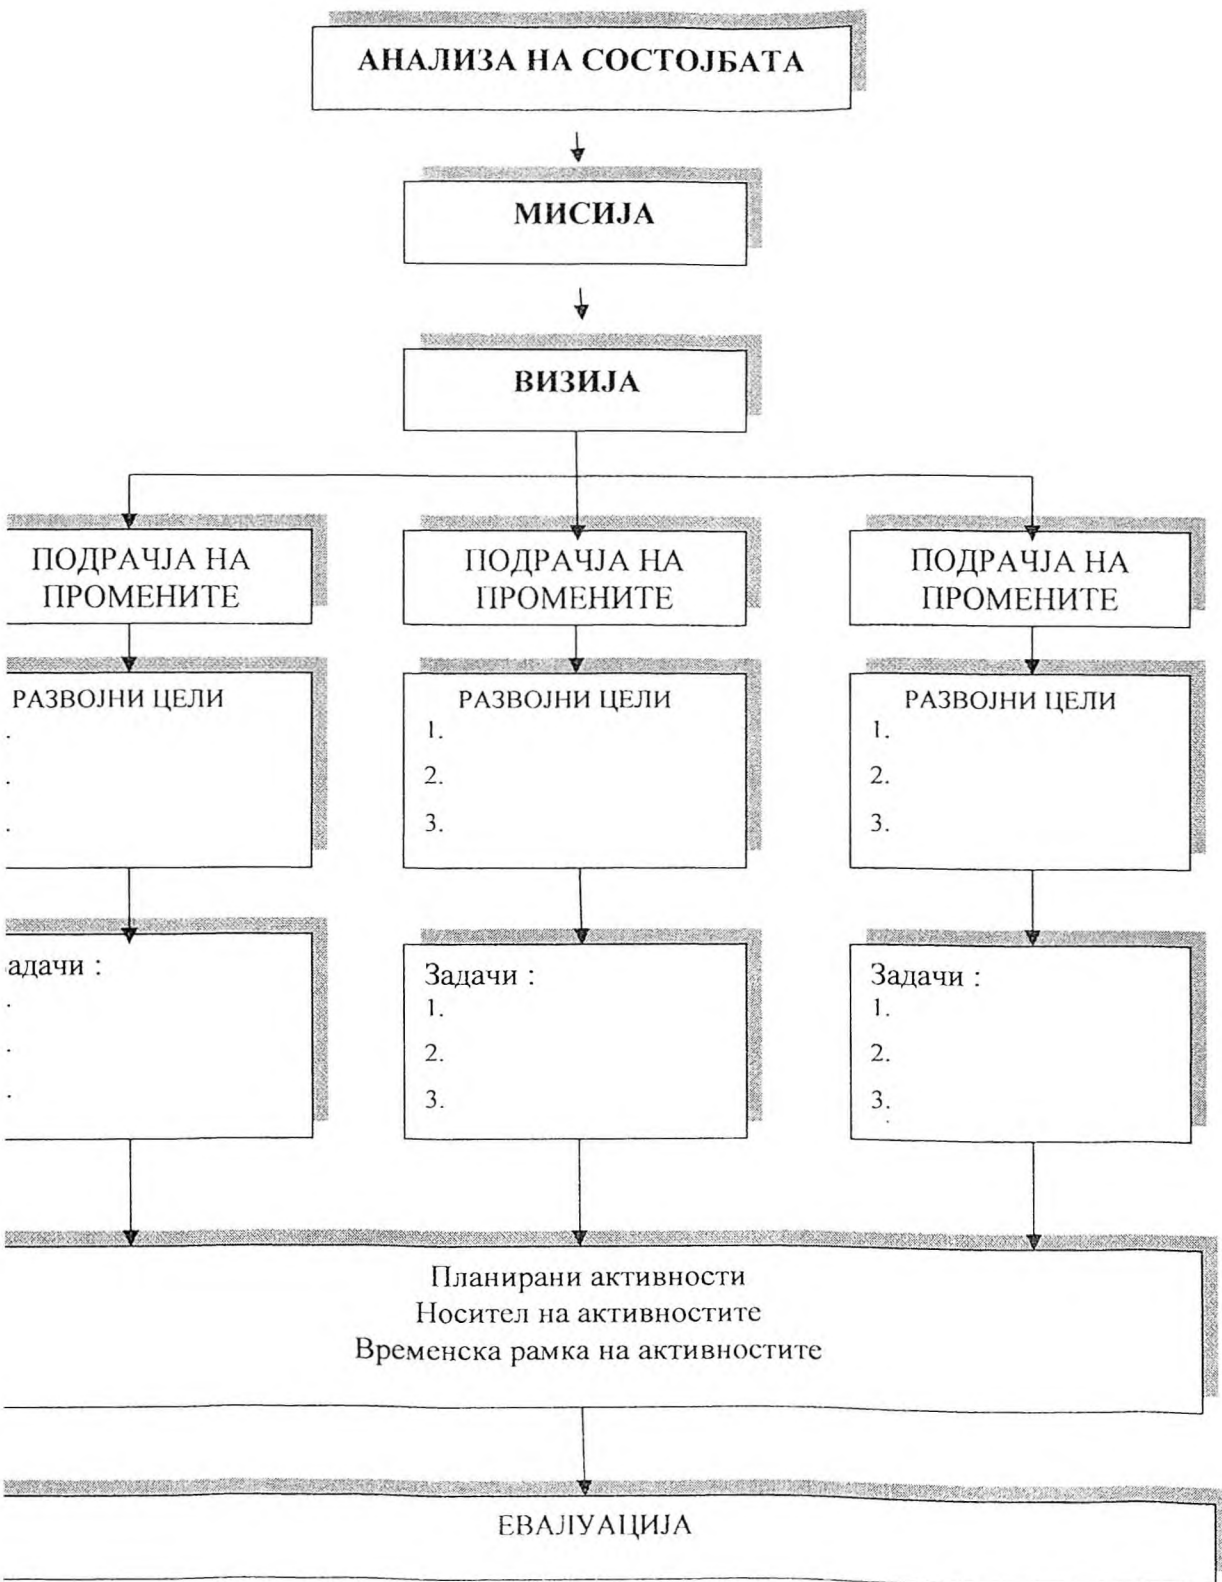 АНАЛИЗА НА СОСТОЈБАТА
МИСИЈА
ВИЗИЈА
ПОДРАЧЈА НА
ПРОМЕНИТЕ
ПОДРАЧЈА НА
ПРОМЕНИТЕ
ПОДРАЧЈА НА
ПРОМЕНИТЕ
РАЗВОЈНИ ЦЕЛИ
.
.
.
РАЗВОЈНИ ЦЕЛИ
1.
2.
3.
РАЗВОЈНИ ЦЕЛИ
1.
2.
3.
адачи :
.
.
.
Задачи :
1.
2.
3.
Задачи :
1.
2.
3.
Планирани активности
Носител на активностите
Временска рамка на активностите
ЕВАЛУАЦИЈА